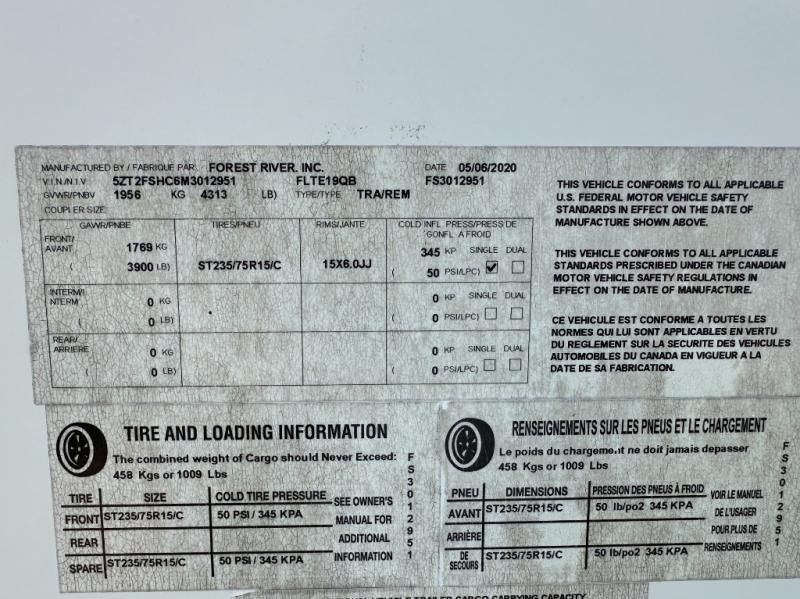 MANUFACTURED BY / FABRIQUE PAR: FOREST RIVER, INC. DATE 05/06/2020
V.I.N./N.I.V 5ZT2FSHC6M3012951 FLTE19QB FS3012951
GVWR/PNBV 1956 KG 4313 LB) TYPE/TYPE TRA/REM
COUPLER SIZE
GAWR/PNBE TIRES/PNEU RIMS/JANTE COLD INFL. PRESS/PRESS DE
GONFL. A FROID
FRONT/
AVANT 1769 KG 345 KP SINGLE DUAL
( 3900 LB) ST235/75R15/C 15X6.0JJ ( 50 PSI/LPC)
INTERM/I
NTERM 0 KG 0 KP SINGLE DUAL
( 0 LB) ( 0 PSI/LPC)
REAR/
ARRIERE 0 KG 0 KP SINGLE DUAL
( 0 LB) ( 0 PSI/LPC)
THIS VEHICLE CONFORMS TO ALL APPLICABLE
U.S. FEDERAL MOTOR VEHICLE SAFETY
STANDARDS IN EFFECT ON THE DATE OF
MANUFACTURE SHOWN ABOVE.
THIS VEHICLE CONFORMS TO ALL APPLICABLE
STANDARDS PRESCRIBED UNDER THE CANADIAN
MOTOR VEHICLE SAFETY REGULATIONS IN
EFFECT ON THE DATE OF MANUFACTURE.
CE VEHICULE EST CONFORME A TOUTES LES
NORMES QUI LUI SONT APPLICABLES EN VERTU
DU REGLEMENT SUR LA SECURITE DES VEHICULES
AUTOMOBILES DU CANADA EN VIGUEUR A LA
DATE DE SA FABRICATION.
TIRE AND LOADING INFORMATION
The combined weight of Cargo should Never Exceed:
458 Kgs or 1009 Lbs
TIRE SIZE COLD TIRE PRESSURE
FRONT ST235/75R15/C 50 PSI / 345 KPA
REAR
SPARE ST235/75R15/C 50 PSI / 345 KPA
SEE OWNER'S
MANUAL FOR
ADDITIONAL
INFORMATION
FS3012951
RENSEIGNEMENTS SUR LES PNEUS ET LE CHARGEMENT
Le poids du chargement ne doit jamais depasser
458 Kgs or 1009 Lbs
PNEU DIMENSIONS PRESSION DES PNEUS À FROID
AVANT ST235/75R15/C 50 lb/po2 345 KPA
ARRIÈRE
DE
SECOURS ST235/75R15/C 50 lb/po2 345 KPA
VOIR LE MANUEL
DE L'USAGER
POUR PLUS DE
RENSEIGNEMENTS
FS3012951
TRAILER CARGO CARRYING CAPACITY